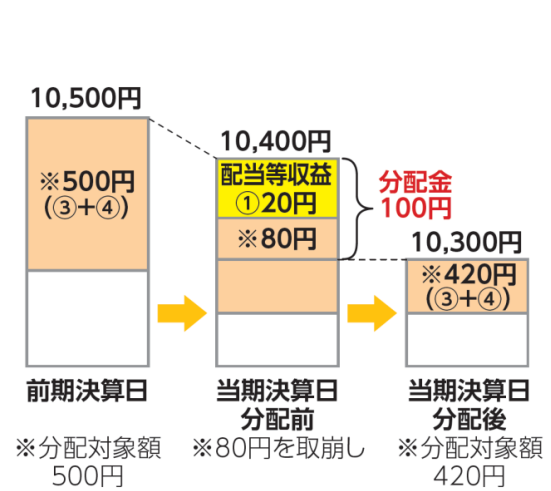 10,500円
※500円
(③+④)
前期決算日
※分配対象額
500円
10,400円
配当等収益
①20円
※80円
分配金
100円
当期決算日
分配前
※80円を取崩し
10,300円
※420円
(③+④)
当期決算日
分配後
※分配対象額
420円